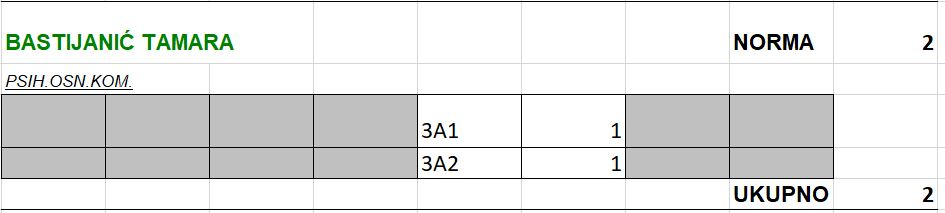 BASTIJANIĆ TAMARA NORMA 2
PSIH.OSN.KOM.
3A1 1
3A2 1
UKUPNO 2